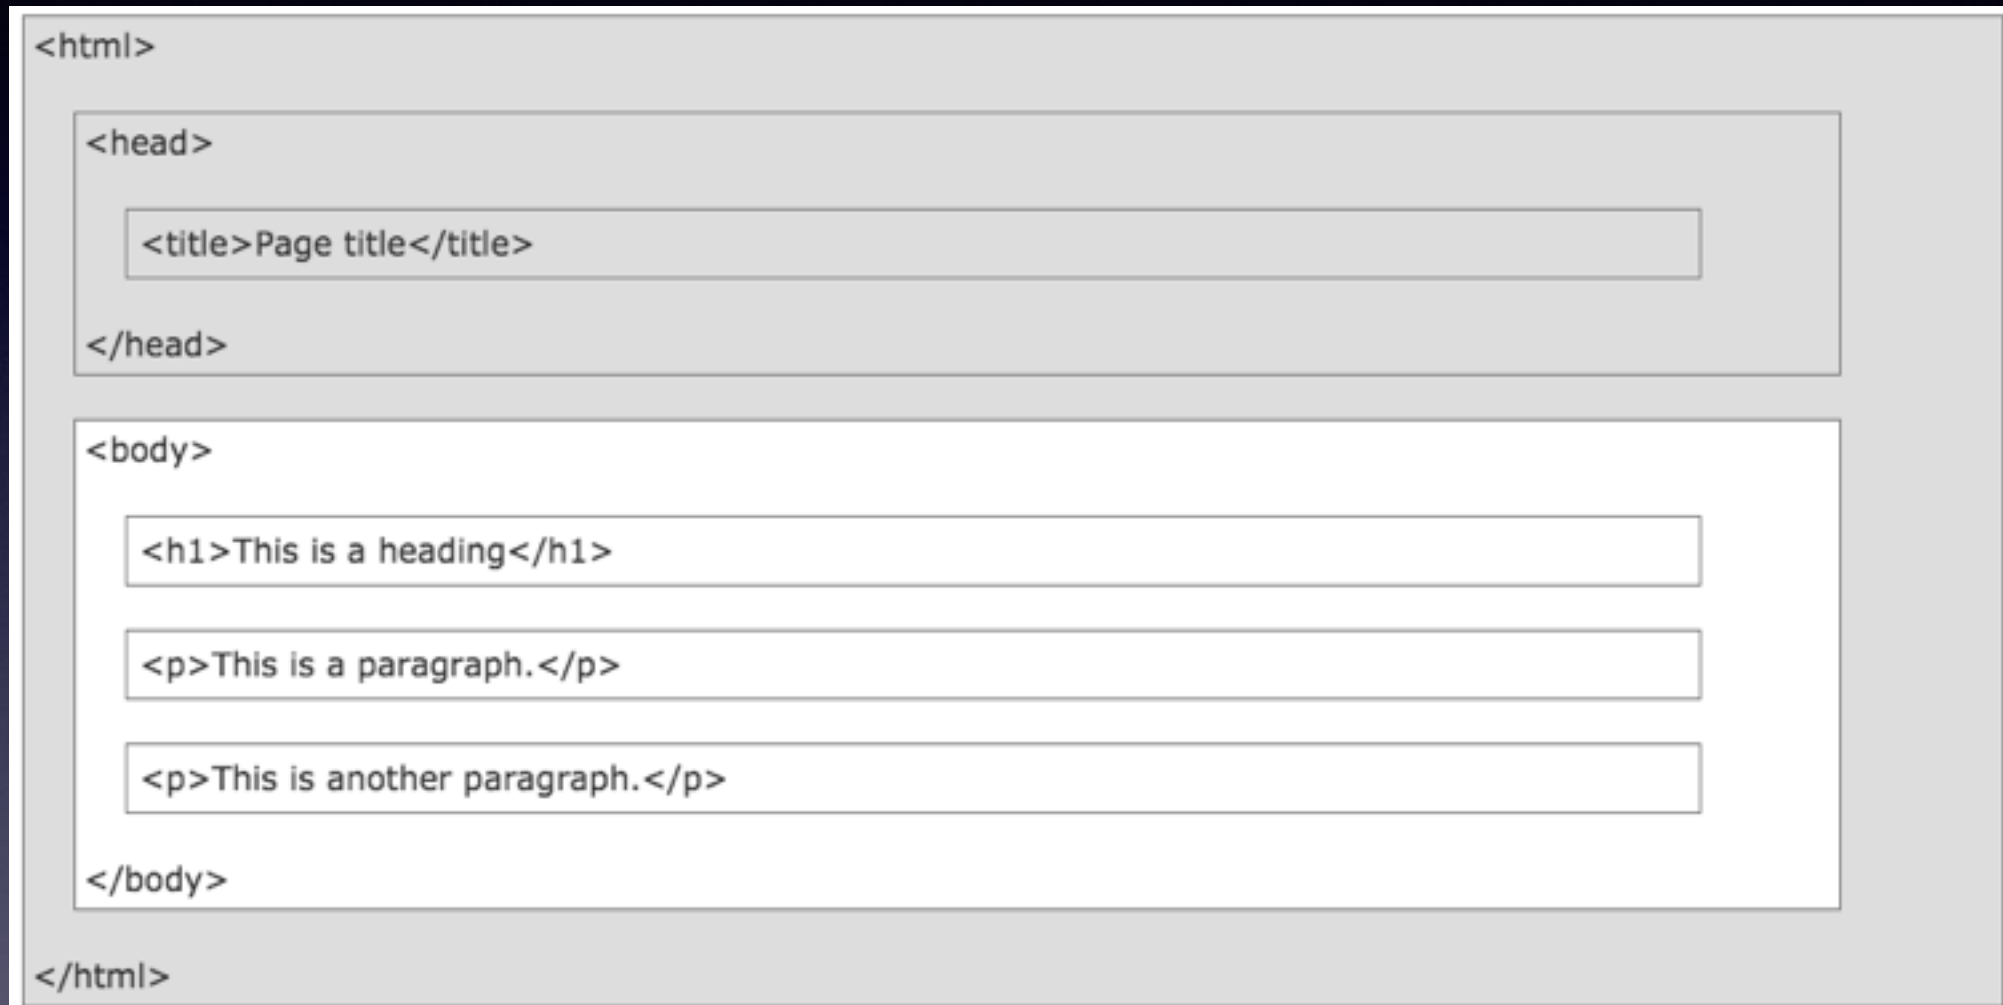 <html>
<head>
<title>Page title</title>
</head>
<body>
<h1>This is a heading</h1>
<p>This is a paragraph.</p>
<p>This is another paragraph.</p>
</body>
</html>